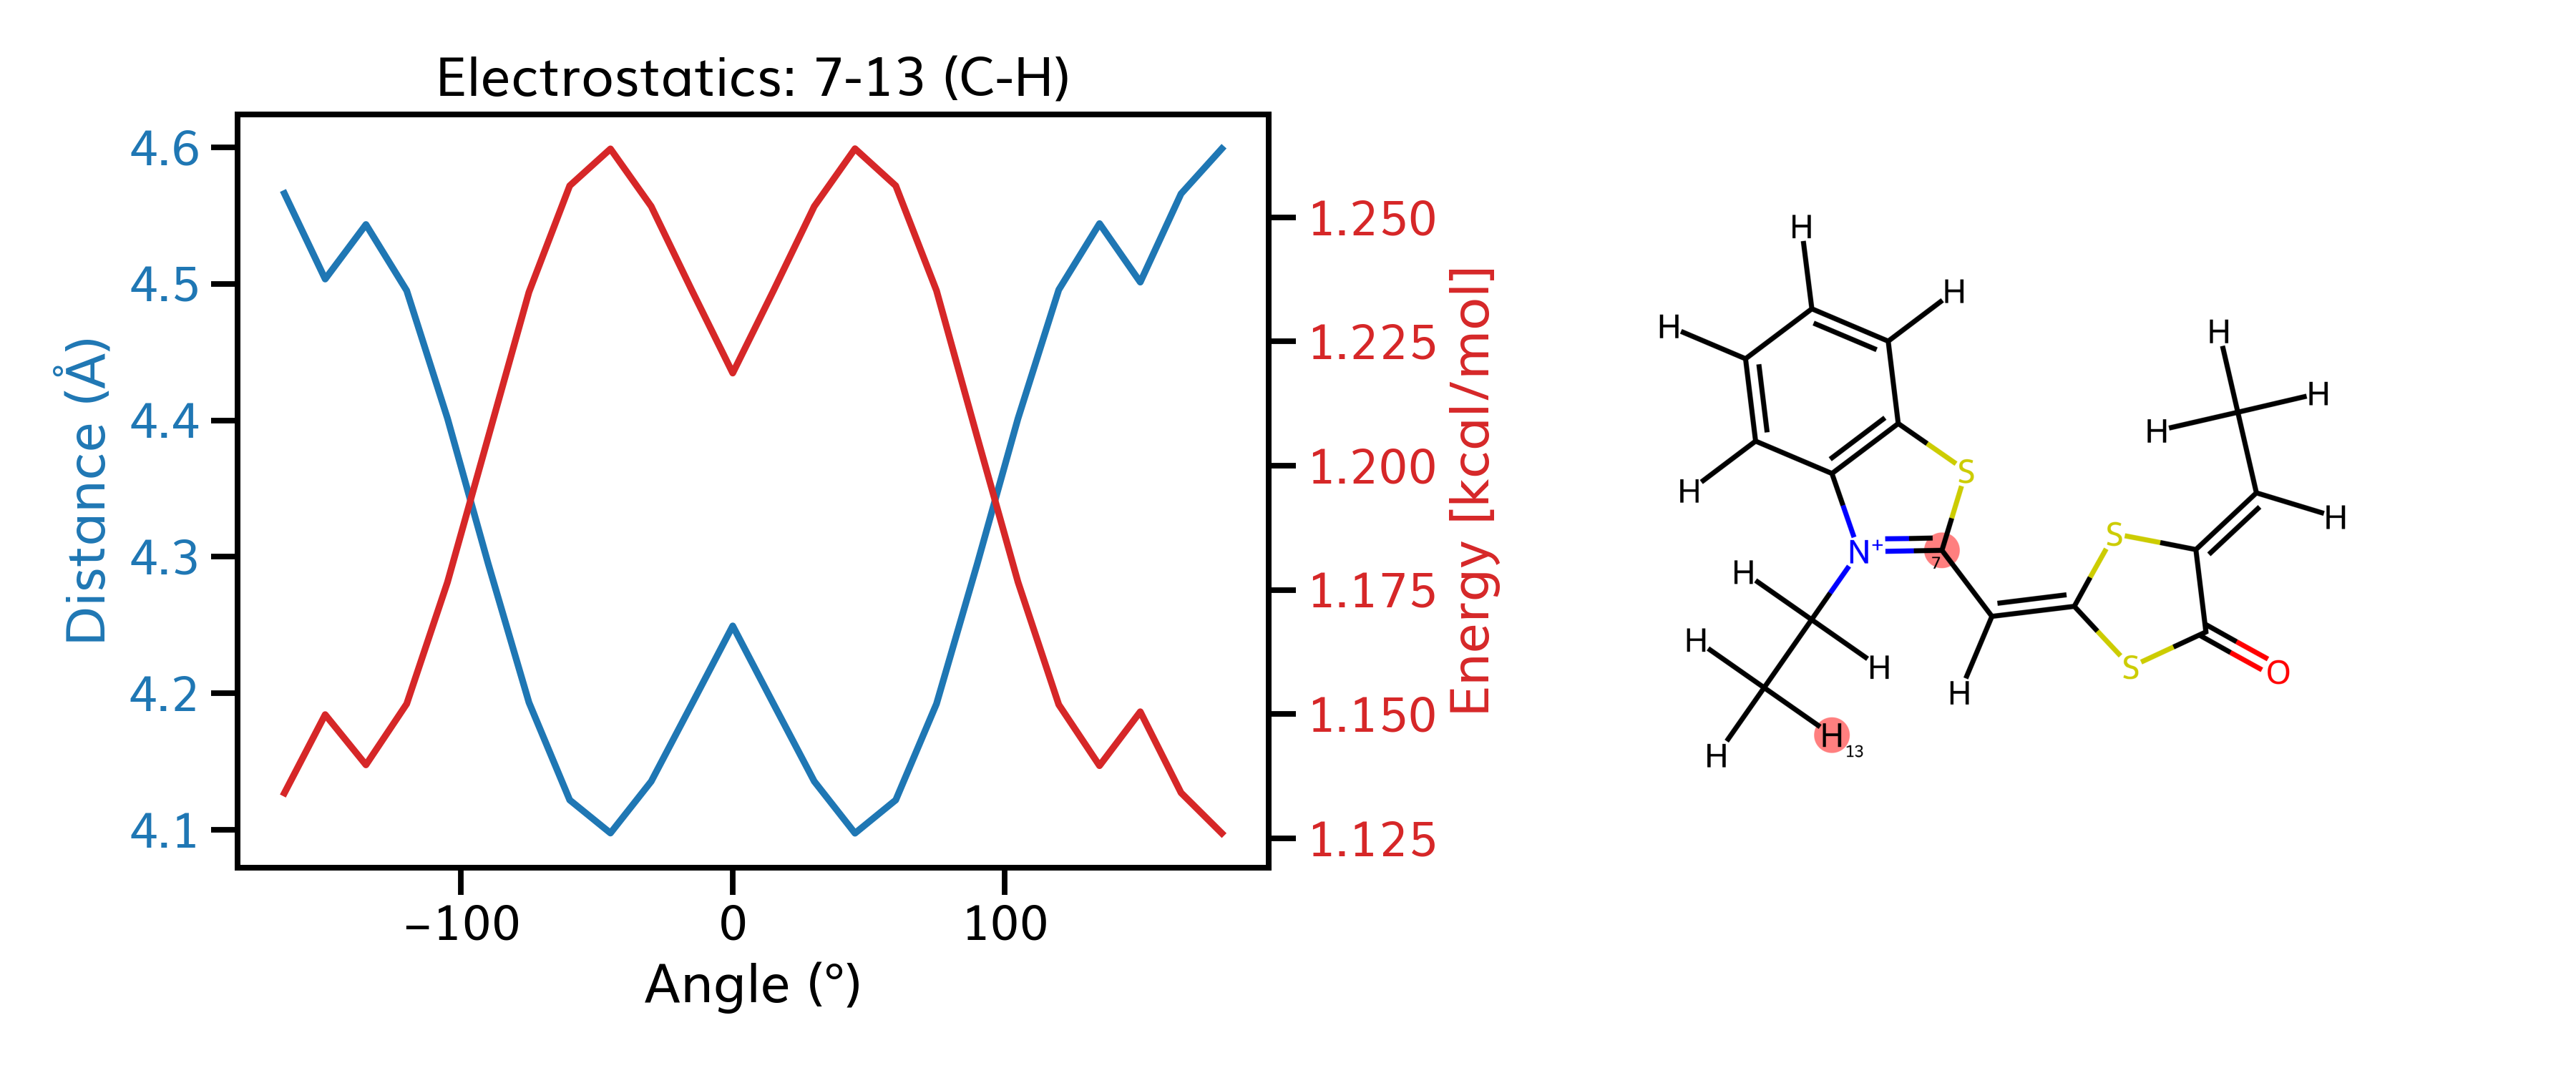 Electrostatics: 7-13 (C-H)
Distance (Å)
4.6
4.5
4.4
4.3
4.2
4.1
−100
0
100
Angle (°)
1.250
1.225
1.200
1.175
1.150
1.125
Energy [kcal/mol]
H
H
H
H
H
H
S
H
H
S
N+
7
H
H
H
S
O
H
H
H
13